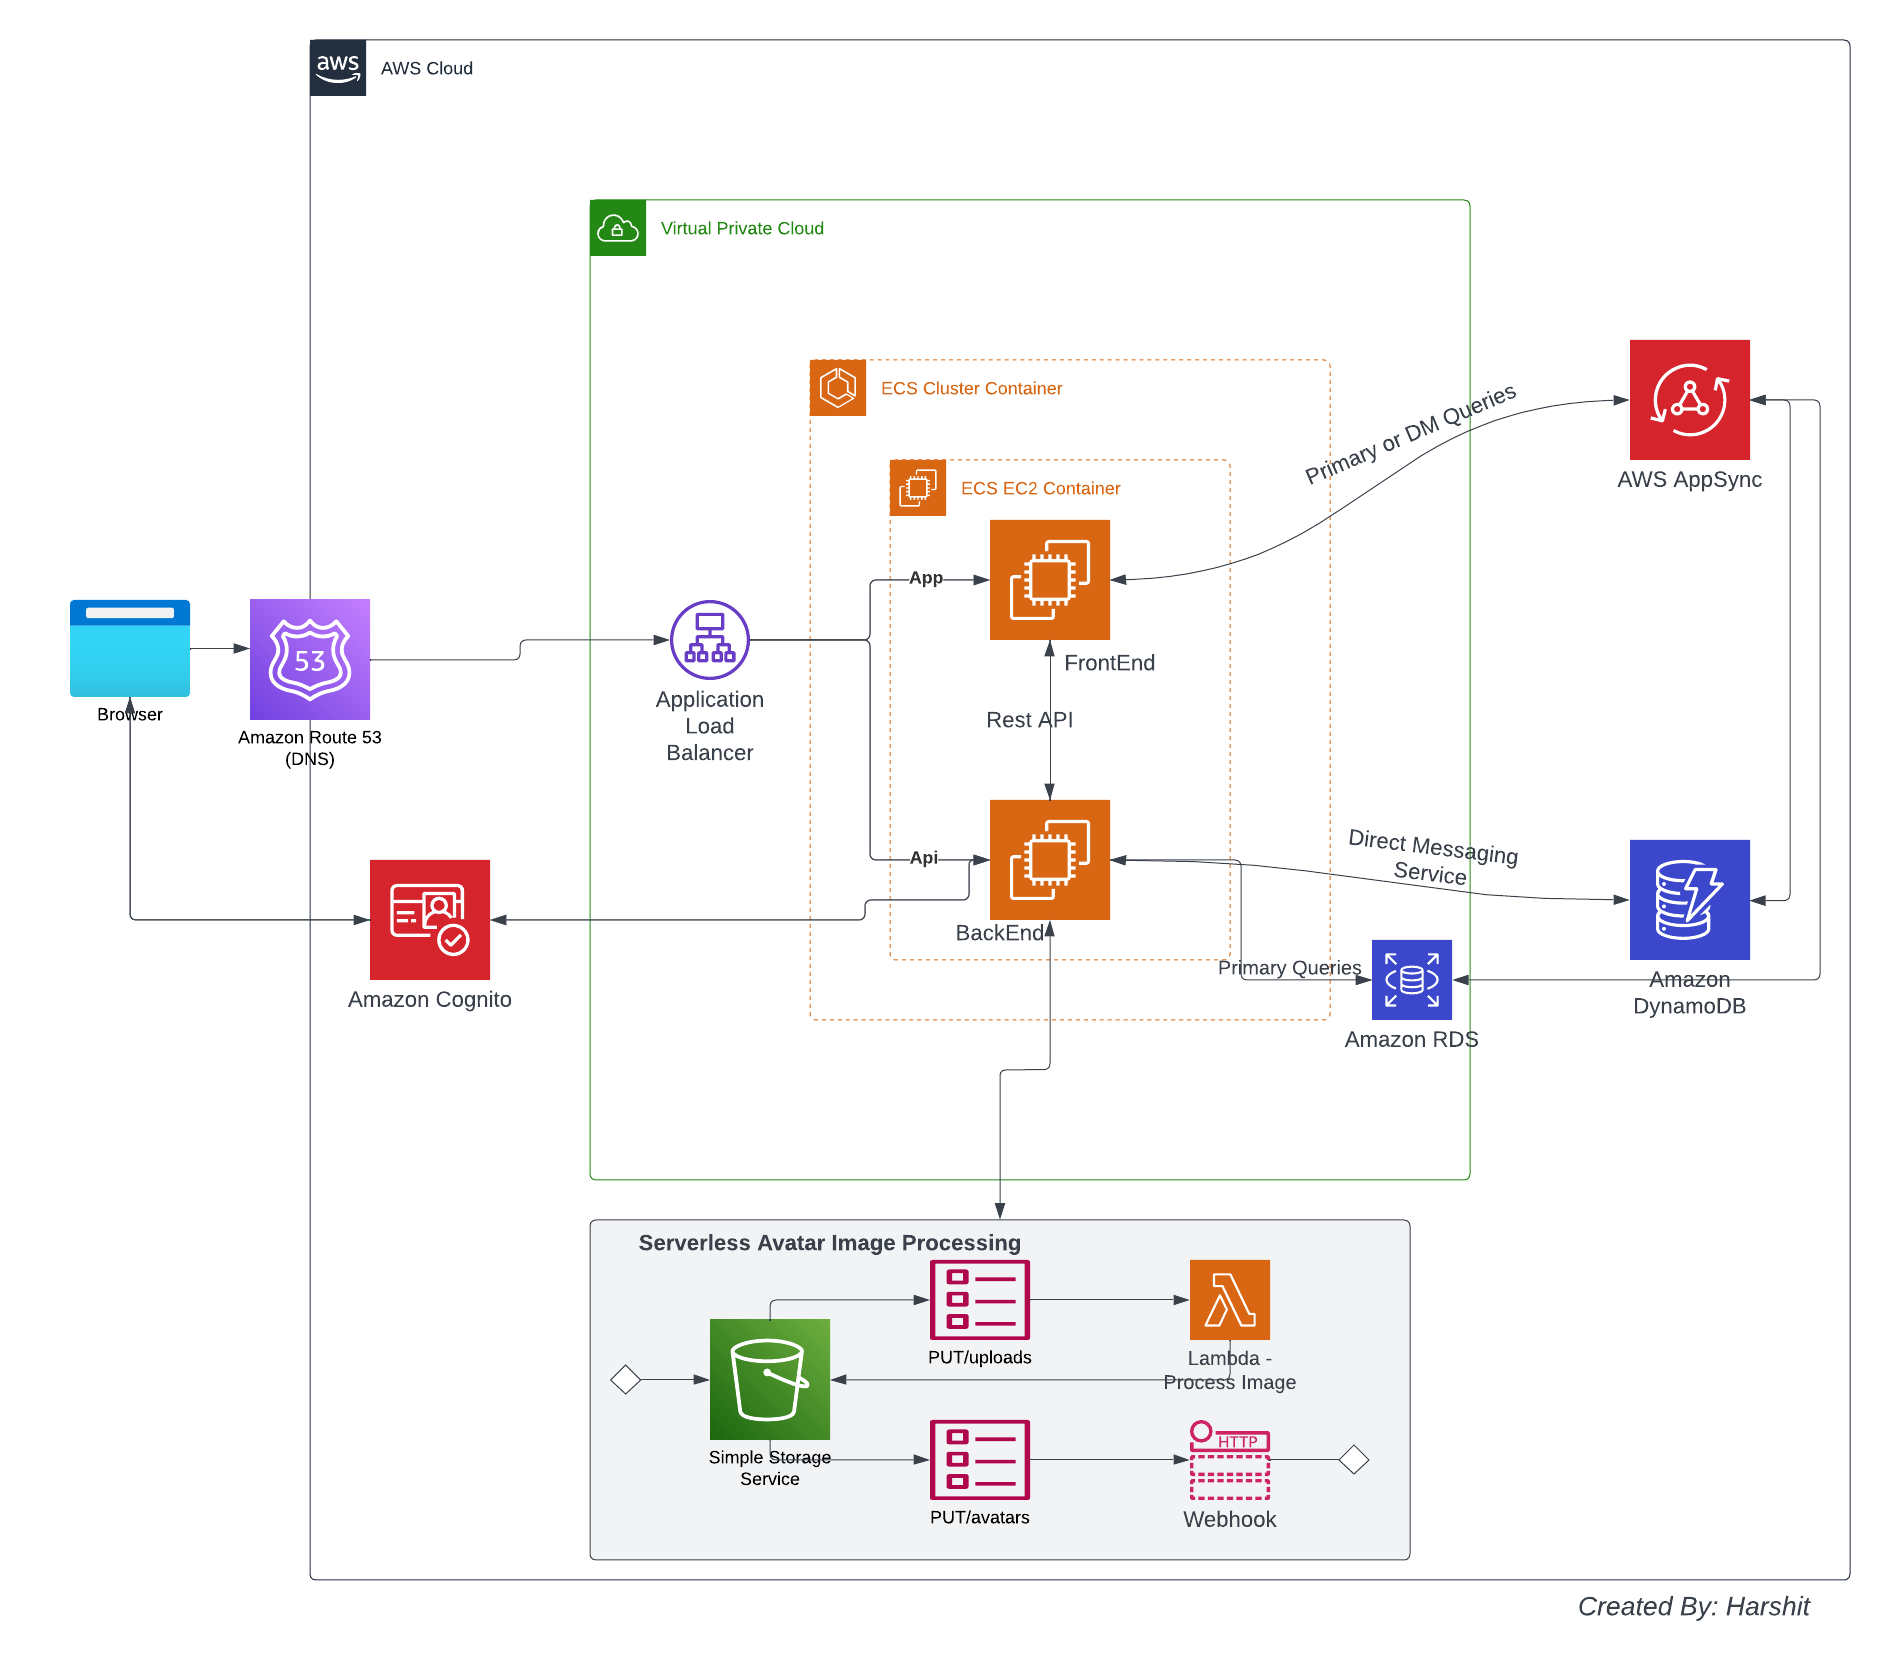 aws
AWS Cloud
Virtual Private Cloud
ECS Cluster Container
Primary or DM Queries
AWS AppSync
ECS EC2 Container
App
FrontEnd
Browser
53
Amazon Route 53
(DNS)
Application
Load
Balancer
Rest API
Api
BackEnd
Direct Messaging
Service
Primary Queries
Amazon Cognito
Amazon RDS
Amazon
DynamoDB
Serverless Avatar Image Processing
PUT/uploads
Lambda -
Process Image
Simple Storage
Service
PUT/avatars
HTTP
Webhook
Created By: Harshit